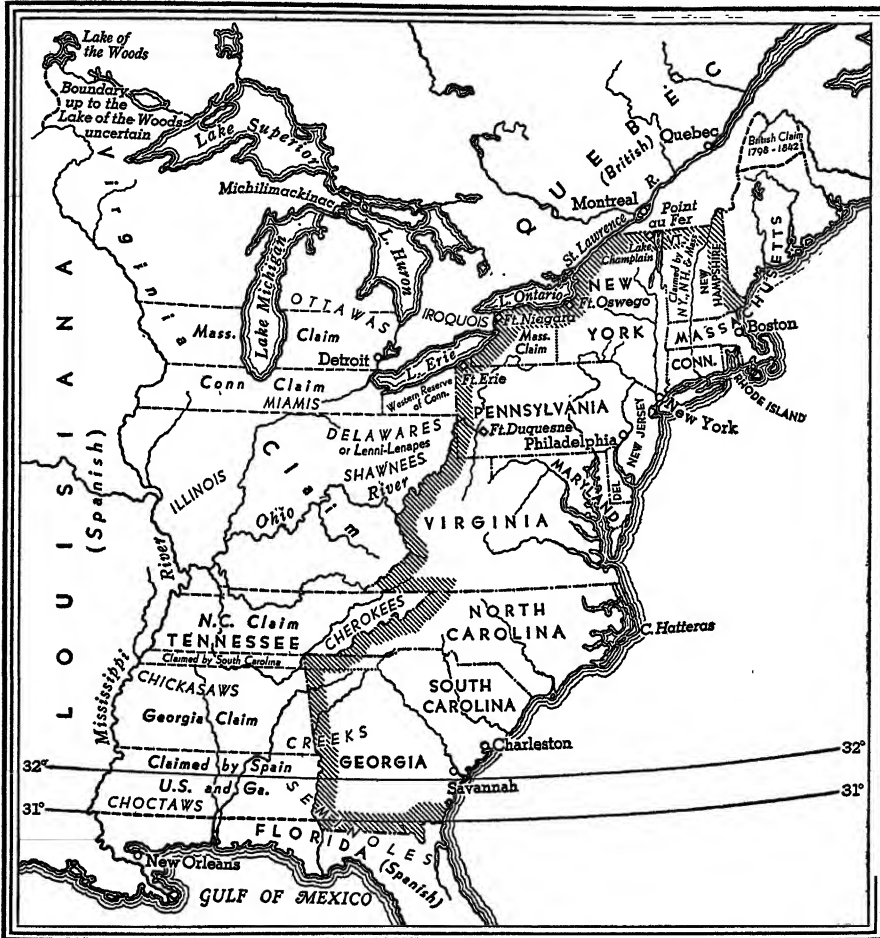 Lake of
the Woods
Boundary
up to the
Lake of the Woods
uncertain
Lake Superior
Michilimackinac
QUEBEC
(British)
Quebec
Montreal
St. Lawrence R.
British Claim
1798-1842
Point
au Fer
Lake
Champlain
Claimed by
N.Y., N.H. &
NEW
HAMPSHIRE
MASSACHUSETTS
Boston
CONN.
RHODE ISLAND
Virginia
Claim
Lake Michigan
L. Huron
OTTAWAS
Mass.
Claim
Detroit
IROQUOIS
L. Ontario
Ft. Oswego
Ft. Niagara
NEW
YORK
Mass.
Claim
L. Erie
Ft. Erie
Conn
Claim
MIAMIS
Western Reserve
of Conn.
PENNSYLVANIA
Ft. Duquesne
Philadelphia
NEW JERSEY
New York
DELAWARES
or Lenni-Lenapes
SHAWNEES
Ohio
River
ILLINOIS
MARYLAND
DEL
VIRGINIA
LOUISIANA
(Spanish)
Mississippi
River
N.C. Claim
TENNESSEE
CHEROKEES
NORTH
CAROLINA
C. Hatteras
Claimed by South Carolina
CHICKASAWS
SOUTH
CAROLINA
Georgia Claim
CREEKS
GEORGIA
Charleston
Savannah
32°
32°
Claimed by Spain
U.S. and Ga.
31°
31°
CHOCTAWS
SEMINOLES
FLORIDA
(Spanish)
New Orleans
GULF OF MEXICO